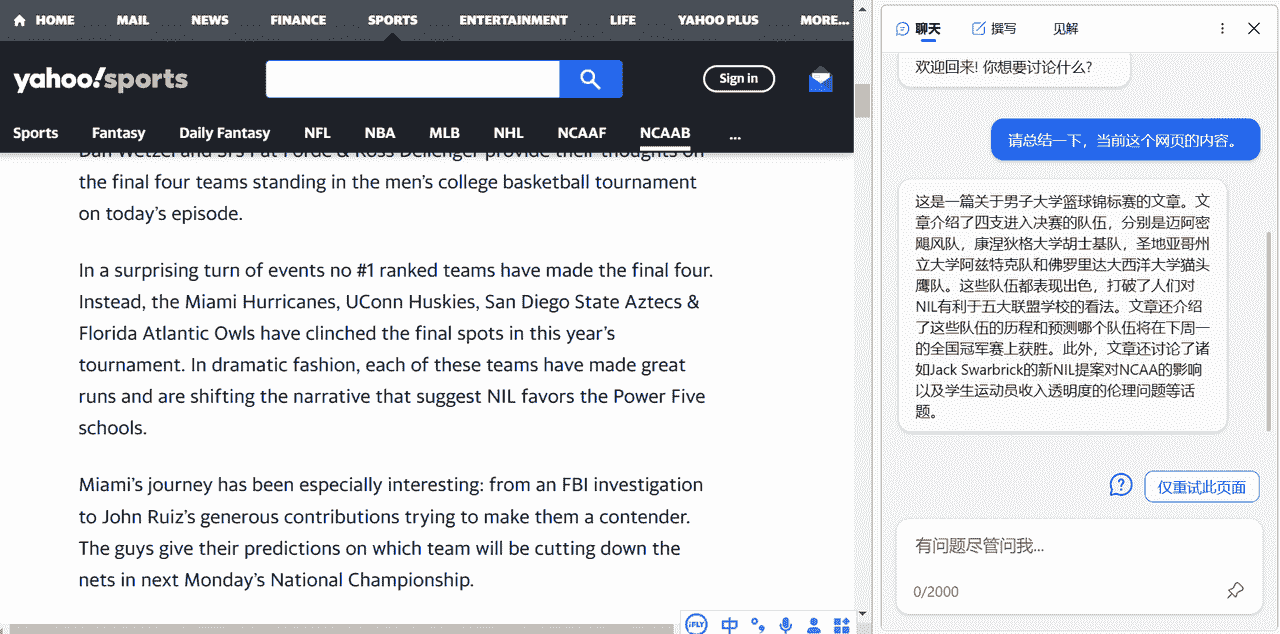 HOME MAIL NEWS FINANCE SPORTS ENTERTAINMENT LIFE YAHOO PLUS MORE...
yahoo!sports
Sign in
Sports Fantasy Daily Fantasy NFL NBA MLB NHL NCAAF NCAAB ...
Dan Wetzel and SI's Pat Forde & Ross Dellenger provide their thoughts on
the final four teams standing in the men's college basketball tournament
on today's episode.
In a surprising turn of events no #1 ranked teams have made the final four.
Instead, the Miami Hurricanes, UConn Huskies, San Diego State Aztecs &
Florida Atlantic Owls have clinched the final spots in this year's
tournament. In dramatic fashion, each of these teams have made great
runs and are shifting the narrative that suggest NIL favors the Power Five
schools.
Miami's journey has been especially interesting: from an FBI investigation
to John Ruiz's generous contributions trying to make them a contender.
The guys give their predictions on which team will be cutting down the
nets in next Monday's National Championship.
iFLY 中
聊天 撰写 见解
欢迎回来! 你想要讨论什么?
请总结一下，当前这个网页的内容。
这是一篇关于男子大学篮球锦标赛的文章。文
章介绍了四支进入决赛的队伍，分别是迈阿密
飓风队，康涅狄格大学胡士基队，圣地亚哥州
立大学阿兹特克队和佛罗里达大西洋大学猫头
鹰队。这些队伍都表现出色，打破了人们对
NIL有利于五大联盟学校的看法。文章还介绍
了这些队伍的历程和预测哪个队伍将在下周一
的全国冠军赛上获胜。此外，文章还讨论了诸
如Jack Swarbrick的新NIL提案对NCAA的影响
以及学生运动员收入透明度的伦理问题等话
题。
仅重试此页面
有问题尽管问我...
0/2000